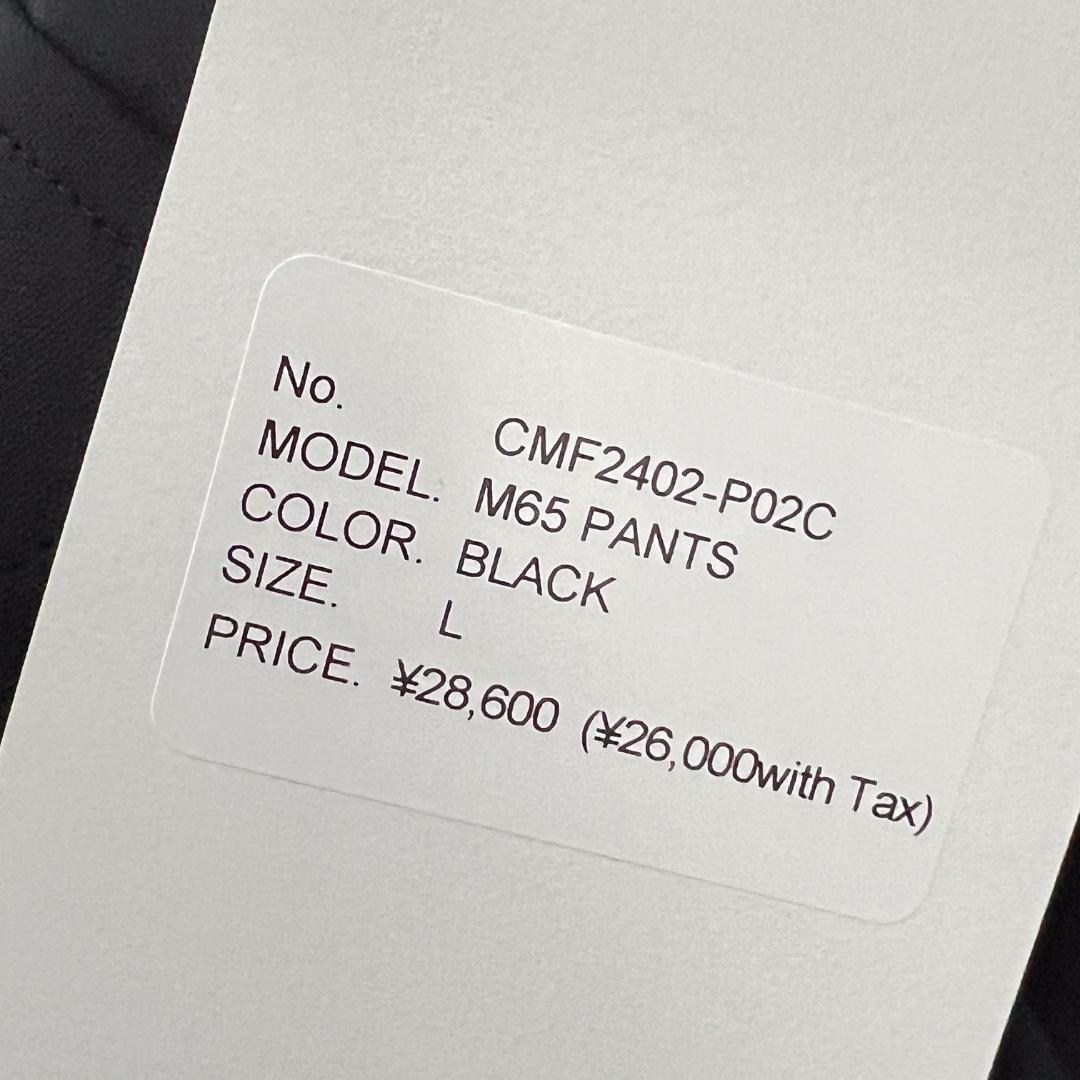 No. CMF2402-P02C
MODEL. M65 PANTS
COLOR. BLACK
SIZE. L
PRICE. ¥28,600 (¥26,000with Tax)